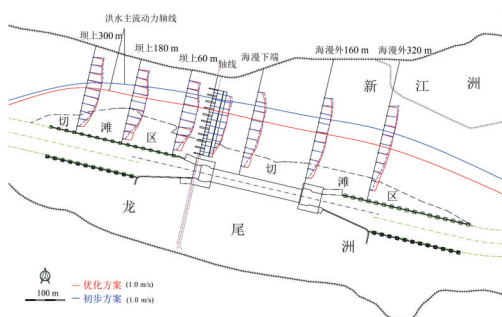 洪水主流动力轴线
坝上300 m
坝上180 m
坝上60 m
轴线
海漫下端
海漫外160 m
海漫外320 m
新江洲
切滩区
切滩区
龙尾洲
100 m
优化方案 (1.0 m/s)
初步方案 (1.0 m/s)